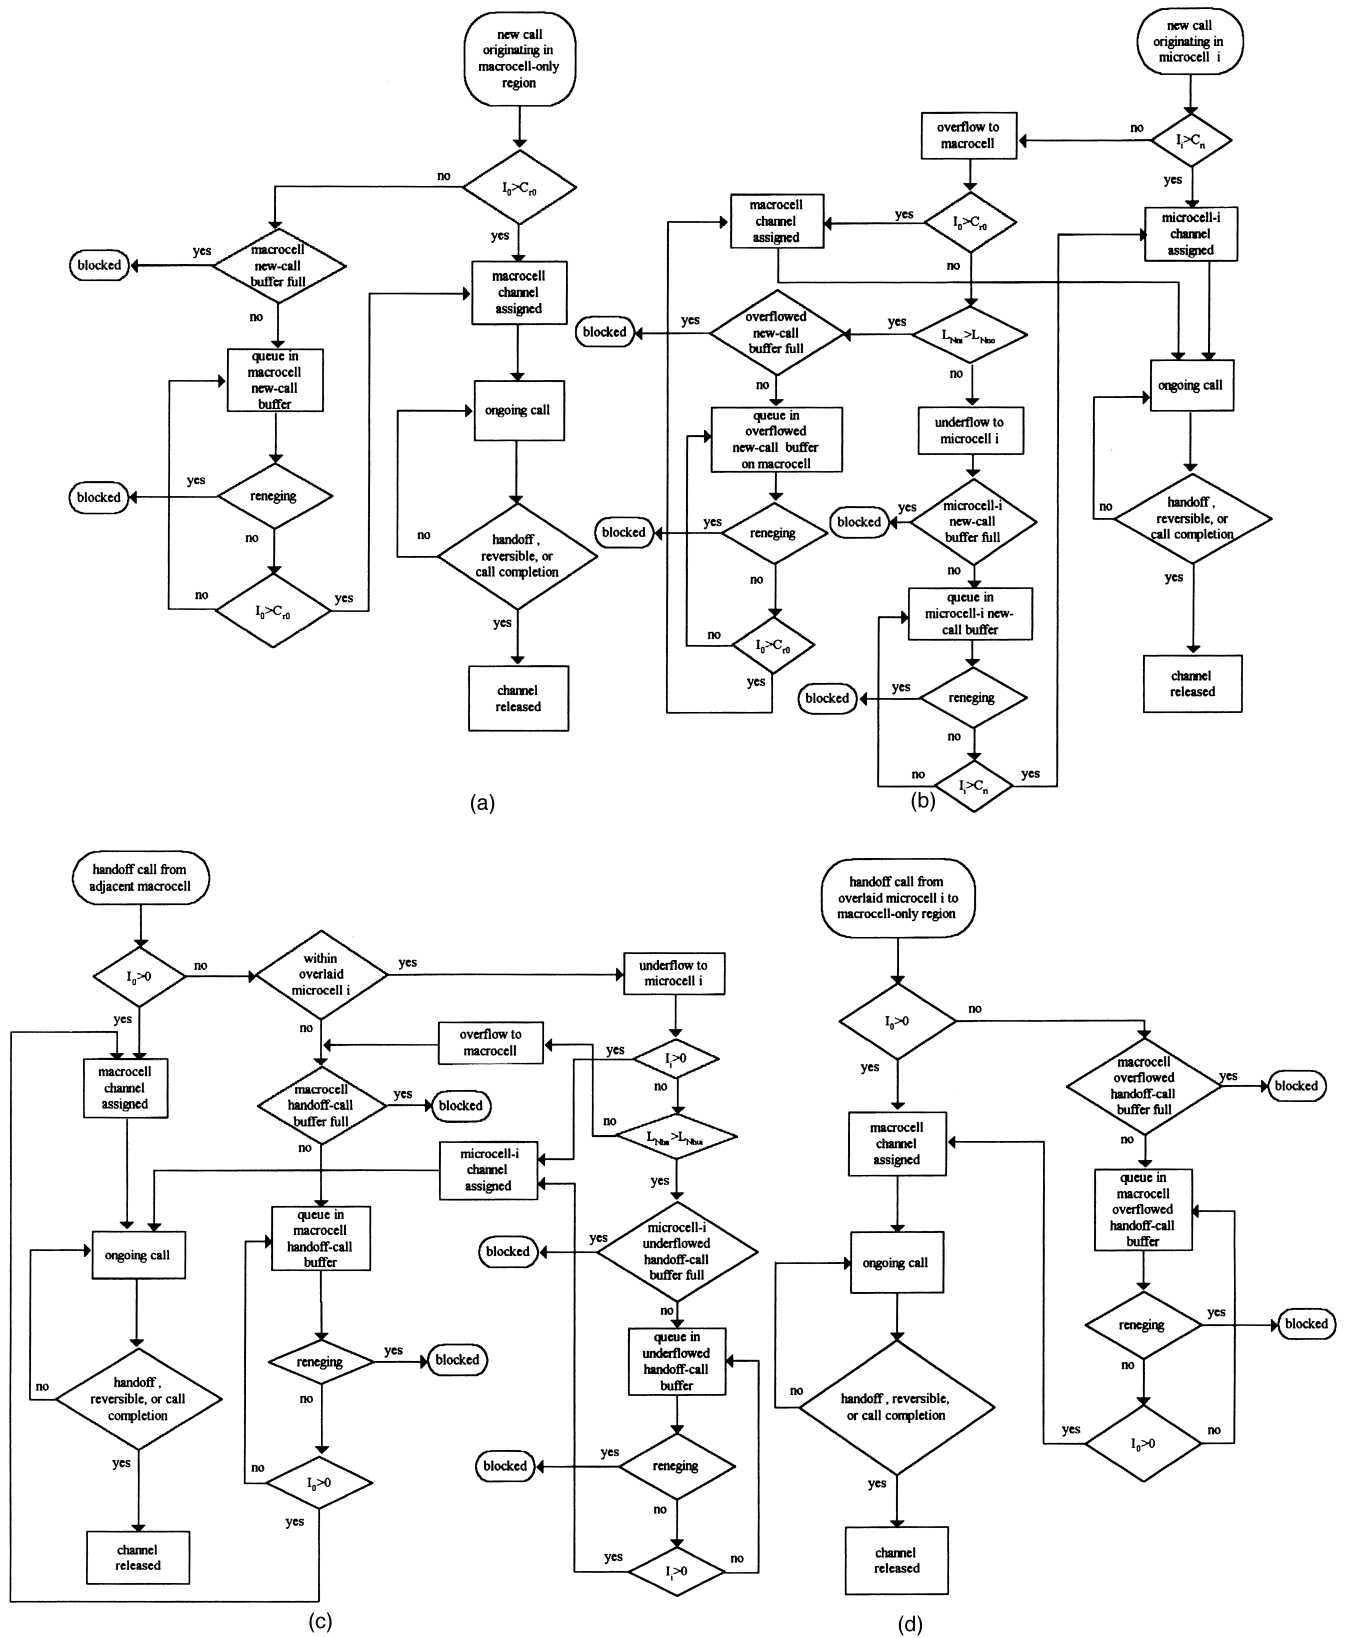 new call
originating in
macrocell-only
region
no
I0>Cr0
yes
macrocell
new-call
buffer full
yes
blocked
no
macrocell
channel
assigned
queue in
macrocell
new-call
buffer
ongoing call
yes
blocked
reneging
no
no
handoff ,
reversible, or
call completion
no
I0>Cr0
yes
yes
channel
released
(a)
new call
originating in
microcell i
overflow to
macrocell
no
Ii>Cri
yes
macrocell
channel
assigned
yes
I0>Cr0
no
microcell-i
channel
assigned
blocked
yes
overflowed
new-call
buffer full
yes
no
no
ongoing call
queue in
overflowed
new-call buffer
on macrocell
underflow to
microcell i
blocked
yes
reneging
no
blocked
yes
microcell-i
new-call
buffer full
no
no
handoff ,
reversible, or
call completion
yes
no
I0>Cr0
yes
queue in
microcell-i new-
call buffer
blocked
yes
reneging
no
channel
released
no
Ii>Cri
yes
(b)
handoff call from
adjacent macrocell
I0>0
no
yes
within
overlaid
microcell i
yes
no
underflow to
microcell i
overflow to
macrocell
yes
Ii>0
no
macrocell
channel
assigned
macrocell
handoff-call
buffer full
yes
blocked
no
no
yes
microcell-i
channel
assigned
queue in
macrocell
handoff-call
buffer
blocked
yes
microcell-i
underflowed
handoff-call
buffer full
no
ongoing call
queue in
underflowed
handoff-call
buffer
reneging
yes
blocked
no
no
handoff ,
reversible, or call
completion
yes
blocked
yes
reneging
no
no
I0>0
yes
channel
released
yes
Ii>0
no
(c)
handoff call from
overlaid microcell i to
macrocell-only region
I0>0
no
yes
macrocell
overflowed
handoff-call
buffer full
yes
blocked
no
macrocell
channel
assigned
queue in
macrocell
overflowed
handoff-call
buffer
ongoing call
reneging
yes
blocked
no
no
handoff , reversible,
or call completion
yes
yes
I0>0
no
channel
released
(d)